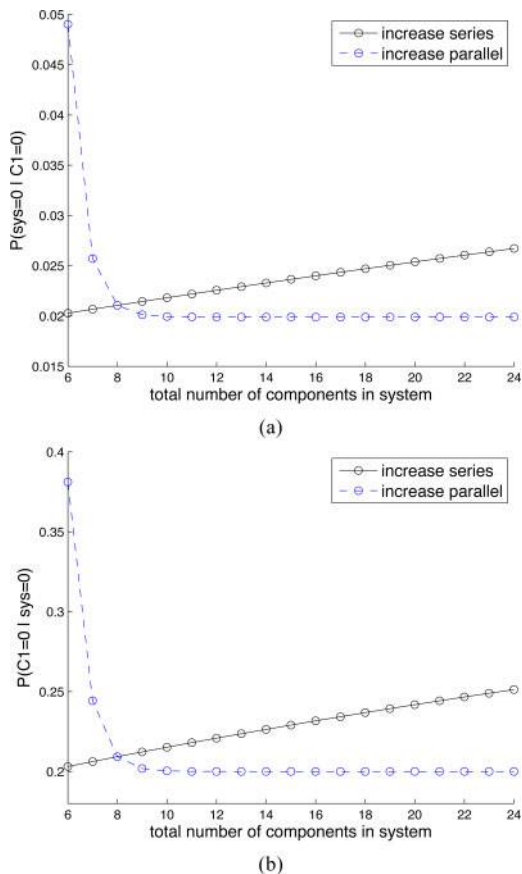 0.05
increase series
increase parallel
0.045
0.04
0.035
0.03
0.025
0.02
0.015
P(sys=0 | C1=0)
6 8 10 12 14 16 18 20 22 24
total number of components in system
(a)
0.4
increase series
increase parallel
0.35
0.3
0.25
0.2
P(C1=0 | sys=0)
6 8 10 12 14 16 18 20 22 24
total number of components in system
(b)